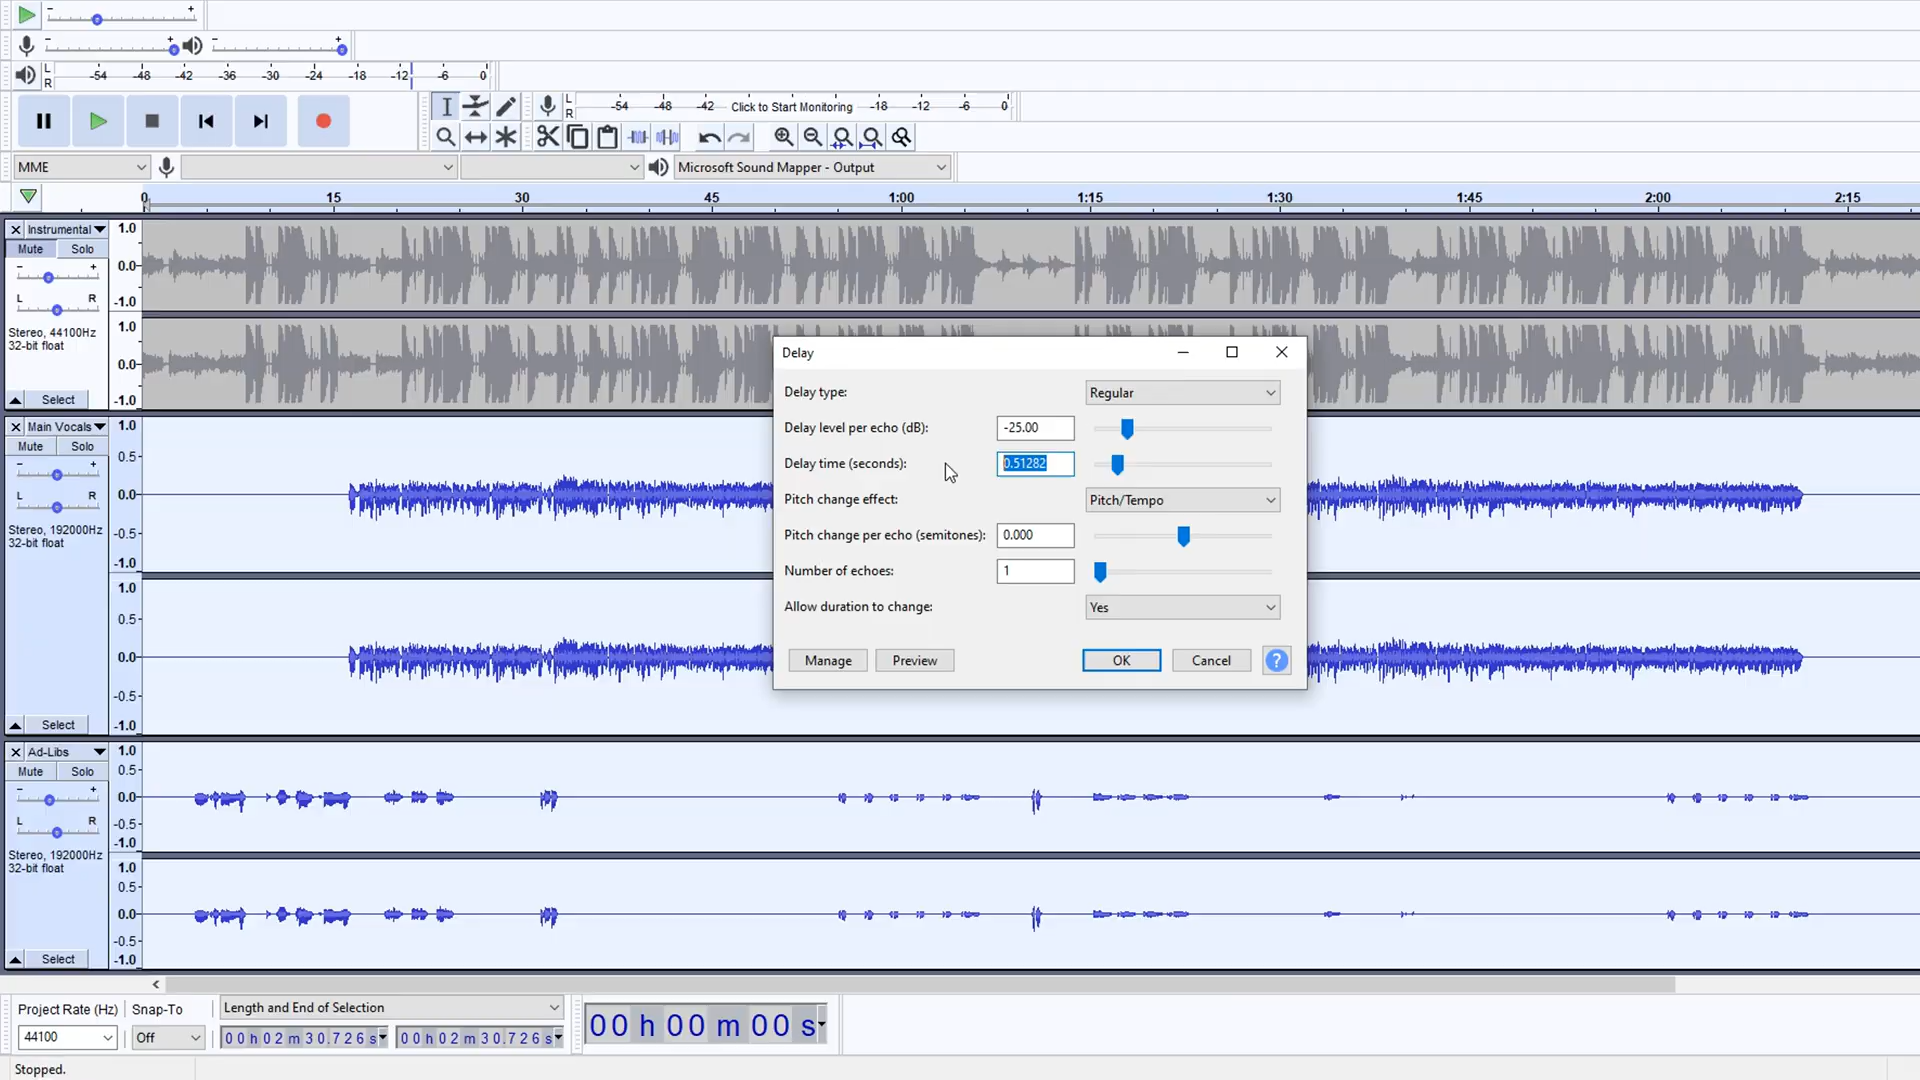 - +
- + - +
L R -54 -48 -42 -36 -30 -24 -18 -12 -6 0
L R -54 -48 -42 Click to Start Monitoring -18 -12 -6 0
MME Microsoft Sound Mapper - Output
0 15 30 45 1:00 1:15 1:30 1:45 2:00 2:15
Instrumental
Mute Solo
- +
L R
Stereo, 44100Hz
32-bit float
Select
1.0
0.0
-1.0
1.0
0.0
-1.0
Main Vocals
Mute Solo
- +
L R
Stereo, 192000Hz
32-bit float
Select
1.0
0.5
0.0
-0.5
-1.0
1.0
0.5
0.0
-0.5
-1.0
Ad-Libs
Mute Solo
- +
L R
Stereo, 192000Hz
32-bit float
Select
1.0
0.5
0.0
-0.5
-1.0
1.0
0.5
0.0
-0.5
-1.0
Delay
Delay type: Regular
Delay level per echo (dB): -25.00
Delay time (seconds): 0.51282
Pitch change effect: Pitch/Tempo
Pitch change per echo (semitones): 0.000
Number of echoes: 1
Allow duration to change: Yes
Manage Preview OK Cancel ?
Project Rate (Hz) Snap-To Length and End of Selection
44100 Off 00 h 02 m 30.726 s 00 h 02 m 30.726 s
00 h 00 m 00 s
Stopped.